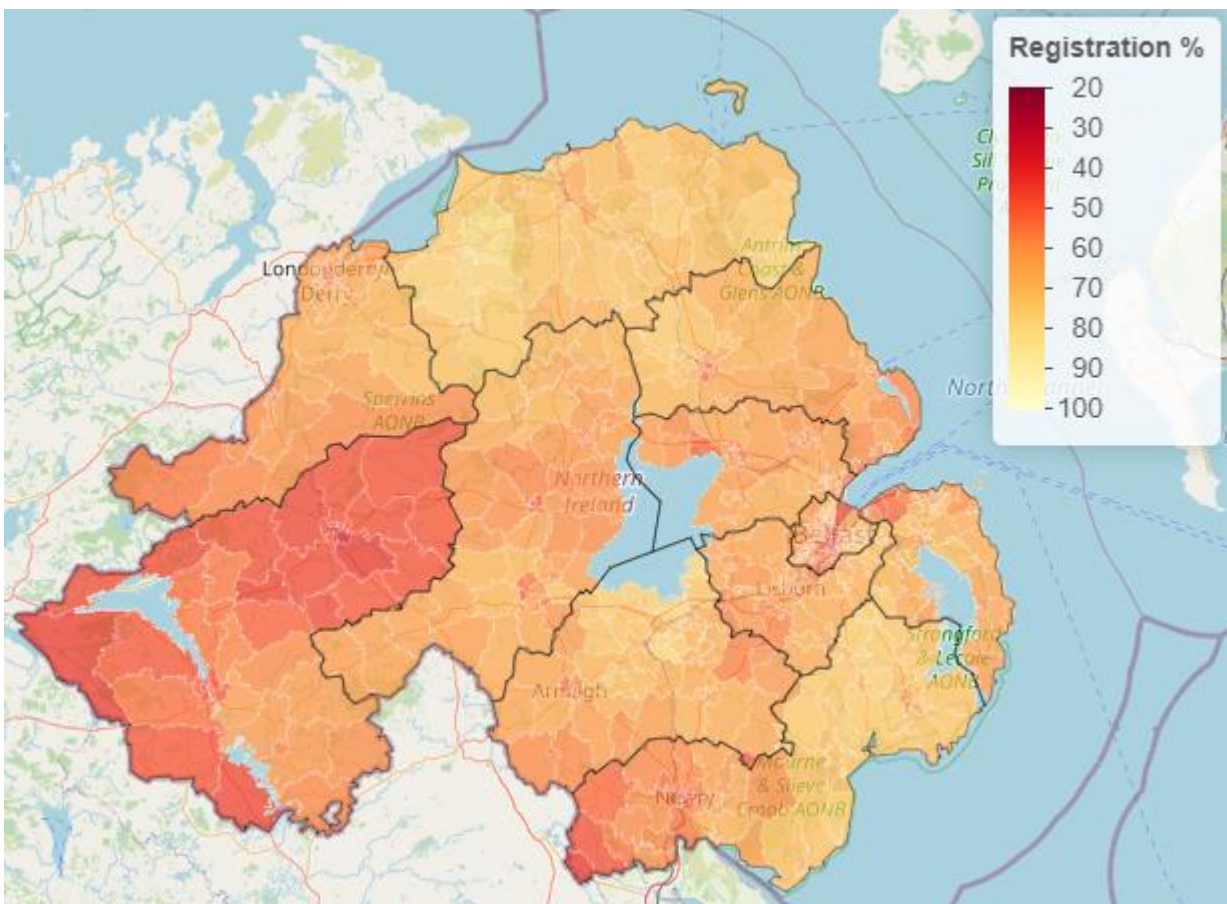 Registration %
20
30
40
50
60
70
80
90
100
Londonderry/
Derry
Antrim
Coast &
Glens AONB
Sperrins
AONB
Northern
Ireland
North
Belfast
Lisburn
Strangford
& Lecale
AONB
Armagh
Newry
Mourne
& Slieve
Croob AONB